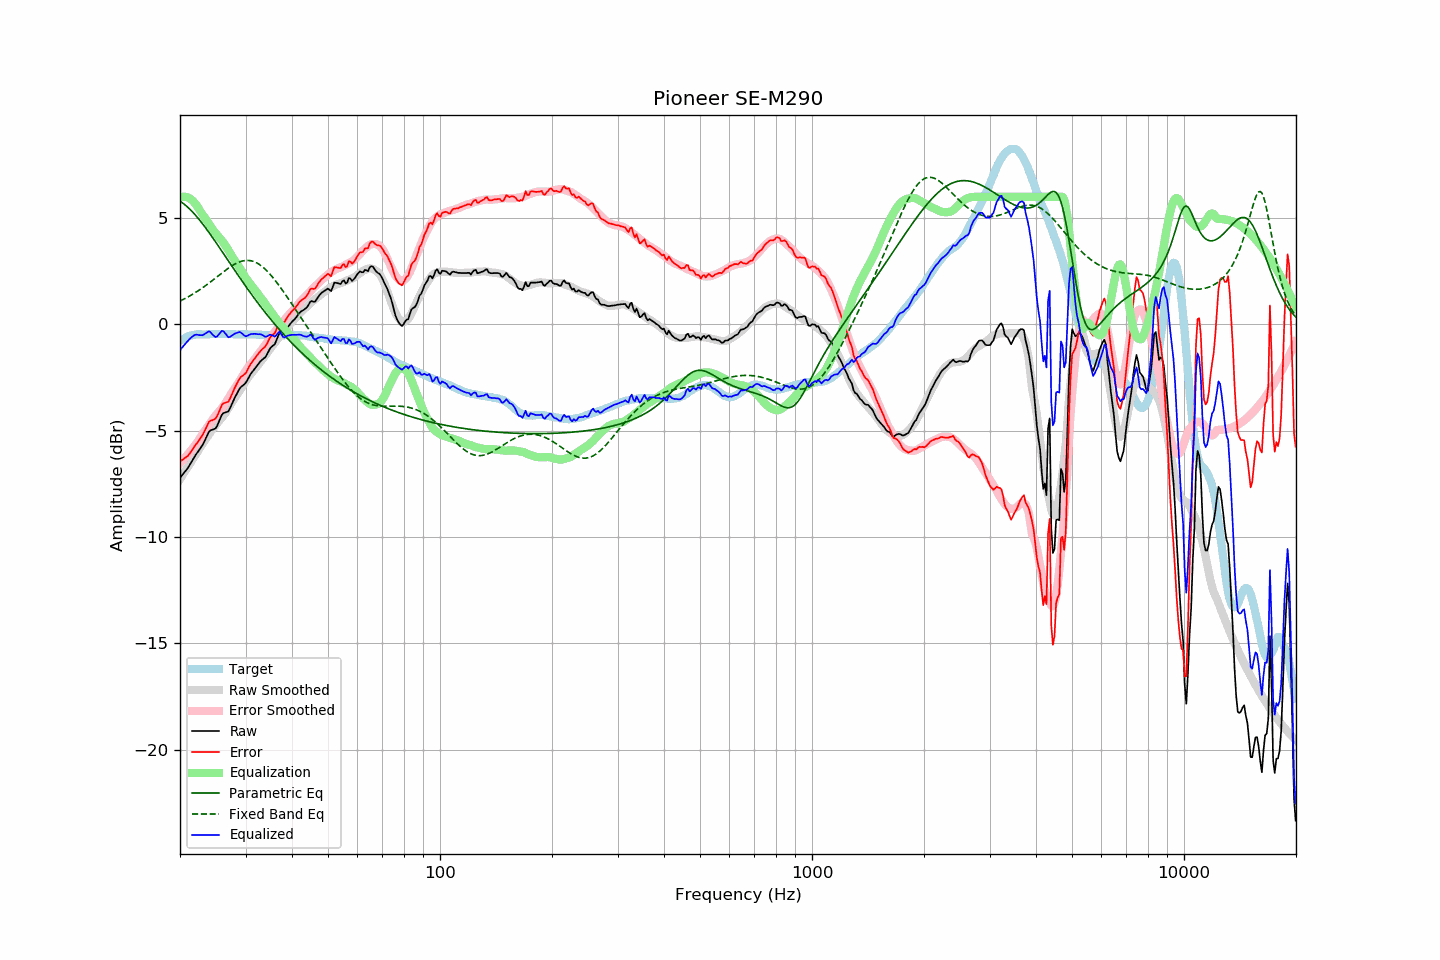 Pioneer SE-M290
Amplitude (dBr)
5
0
−5
−10
−15
−20
Target
Raw Smoothed
Error Smoothed
Raw
Error
Equalization
Parametric Eq
Fixed Band Eq
Equalized
100
1000
10000
Frequency (Hz)